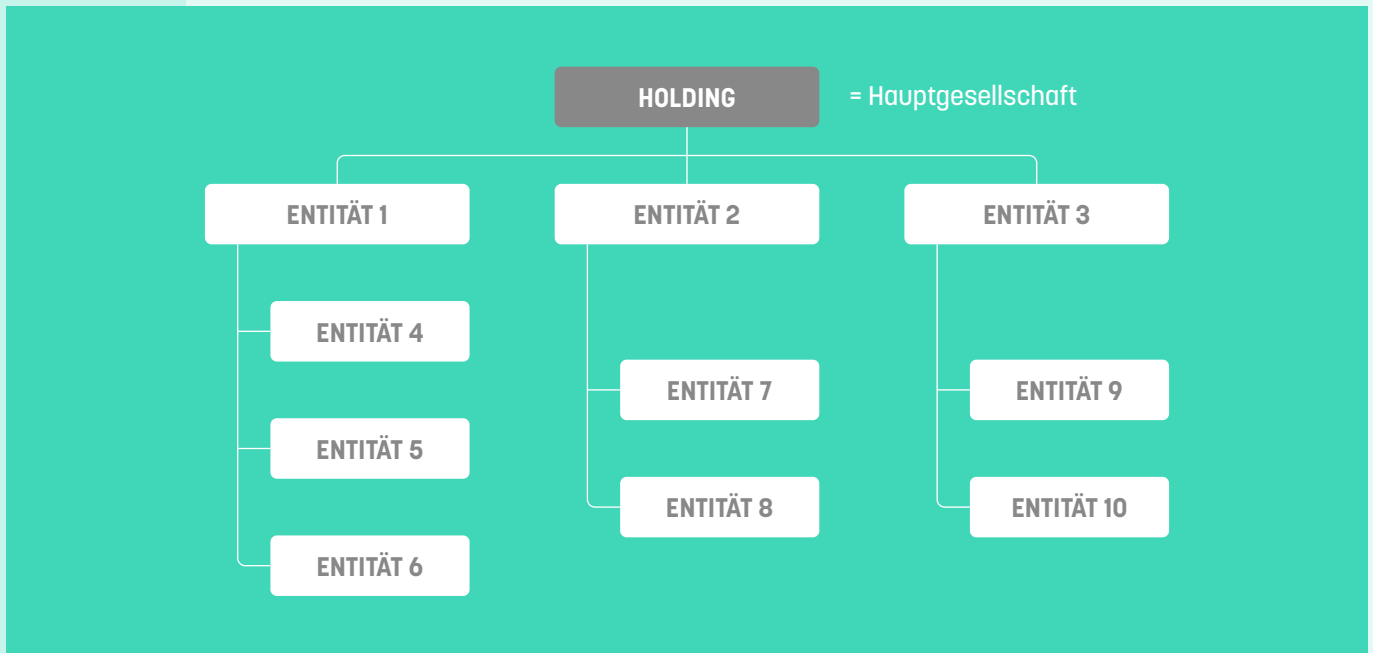 HOLDING
= Hauptgesellschaft
ENTITÄT 1
ENTITÄT 2
ENTITÄT 3
ENTITÄT 4
ENTITÄT 5
ENTITÄT 6
ENTITÄT 7
ENTITÄT 8
ENTITÄT 9
ENTITÄT 10